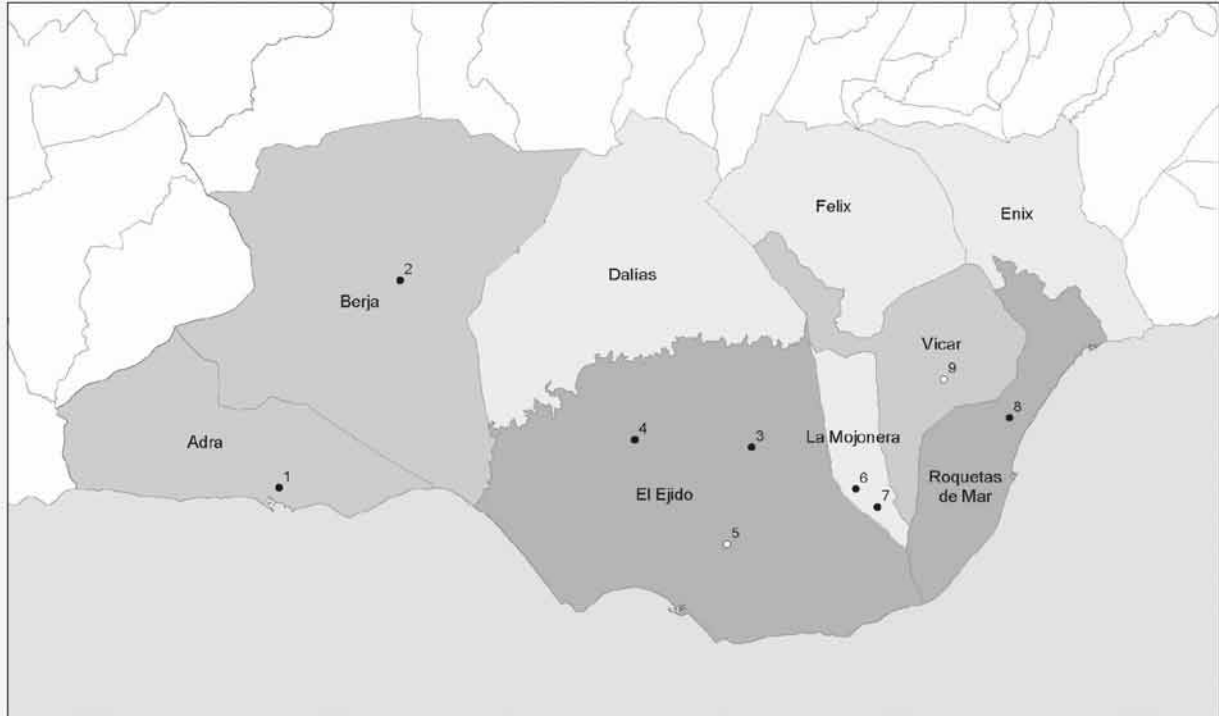 Felix
Enix
2
Dalías
Berja
Vicar
9
8
4
3
La Mojonera
Adra
1
6
Roquetas
de Mar
El Ejido
7
5